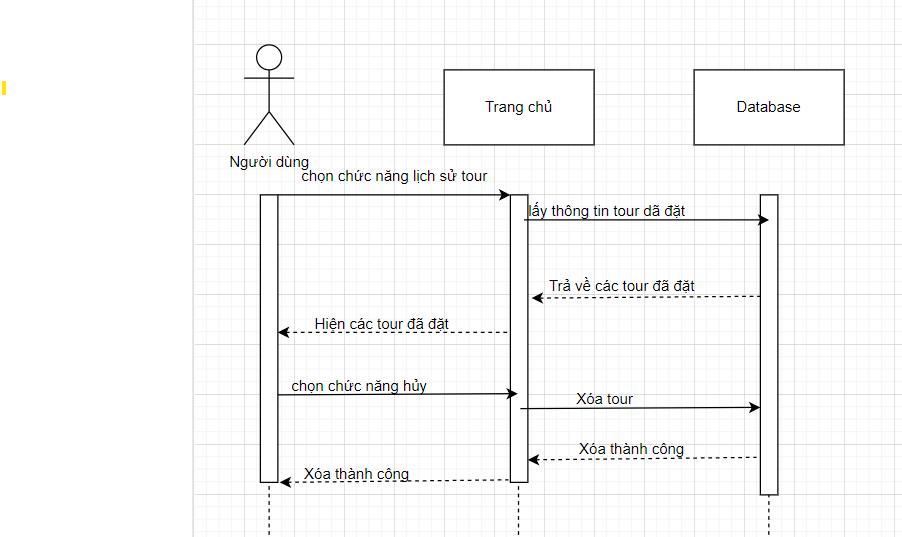 Trang chủ
Database
Người dùng
chọn chức năng lịch sử tour
lấy thông tin tour dã đặt
Trả về các tour đã đặt
Hiện các tour đã đặt
chọn chức năng hủy
Xóa tour
Xóa thành công
Xóa thành công